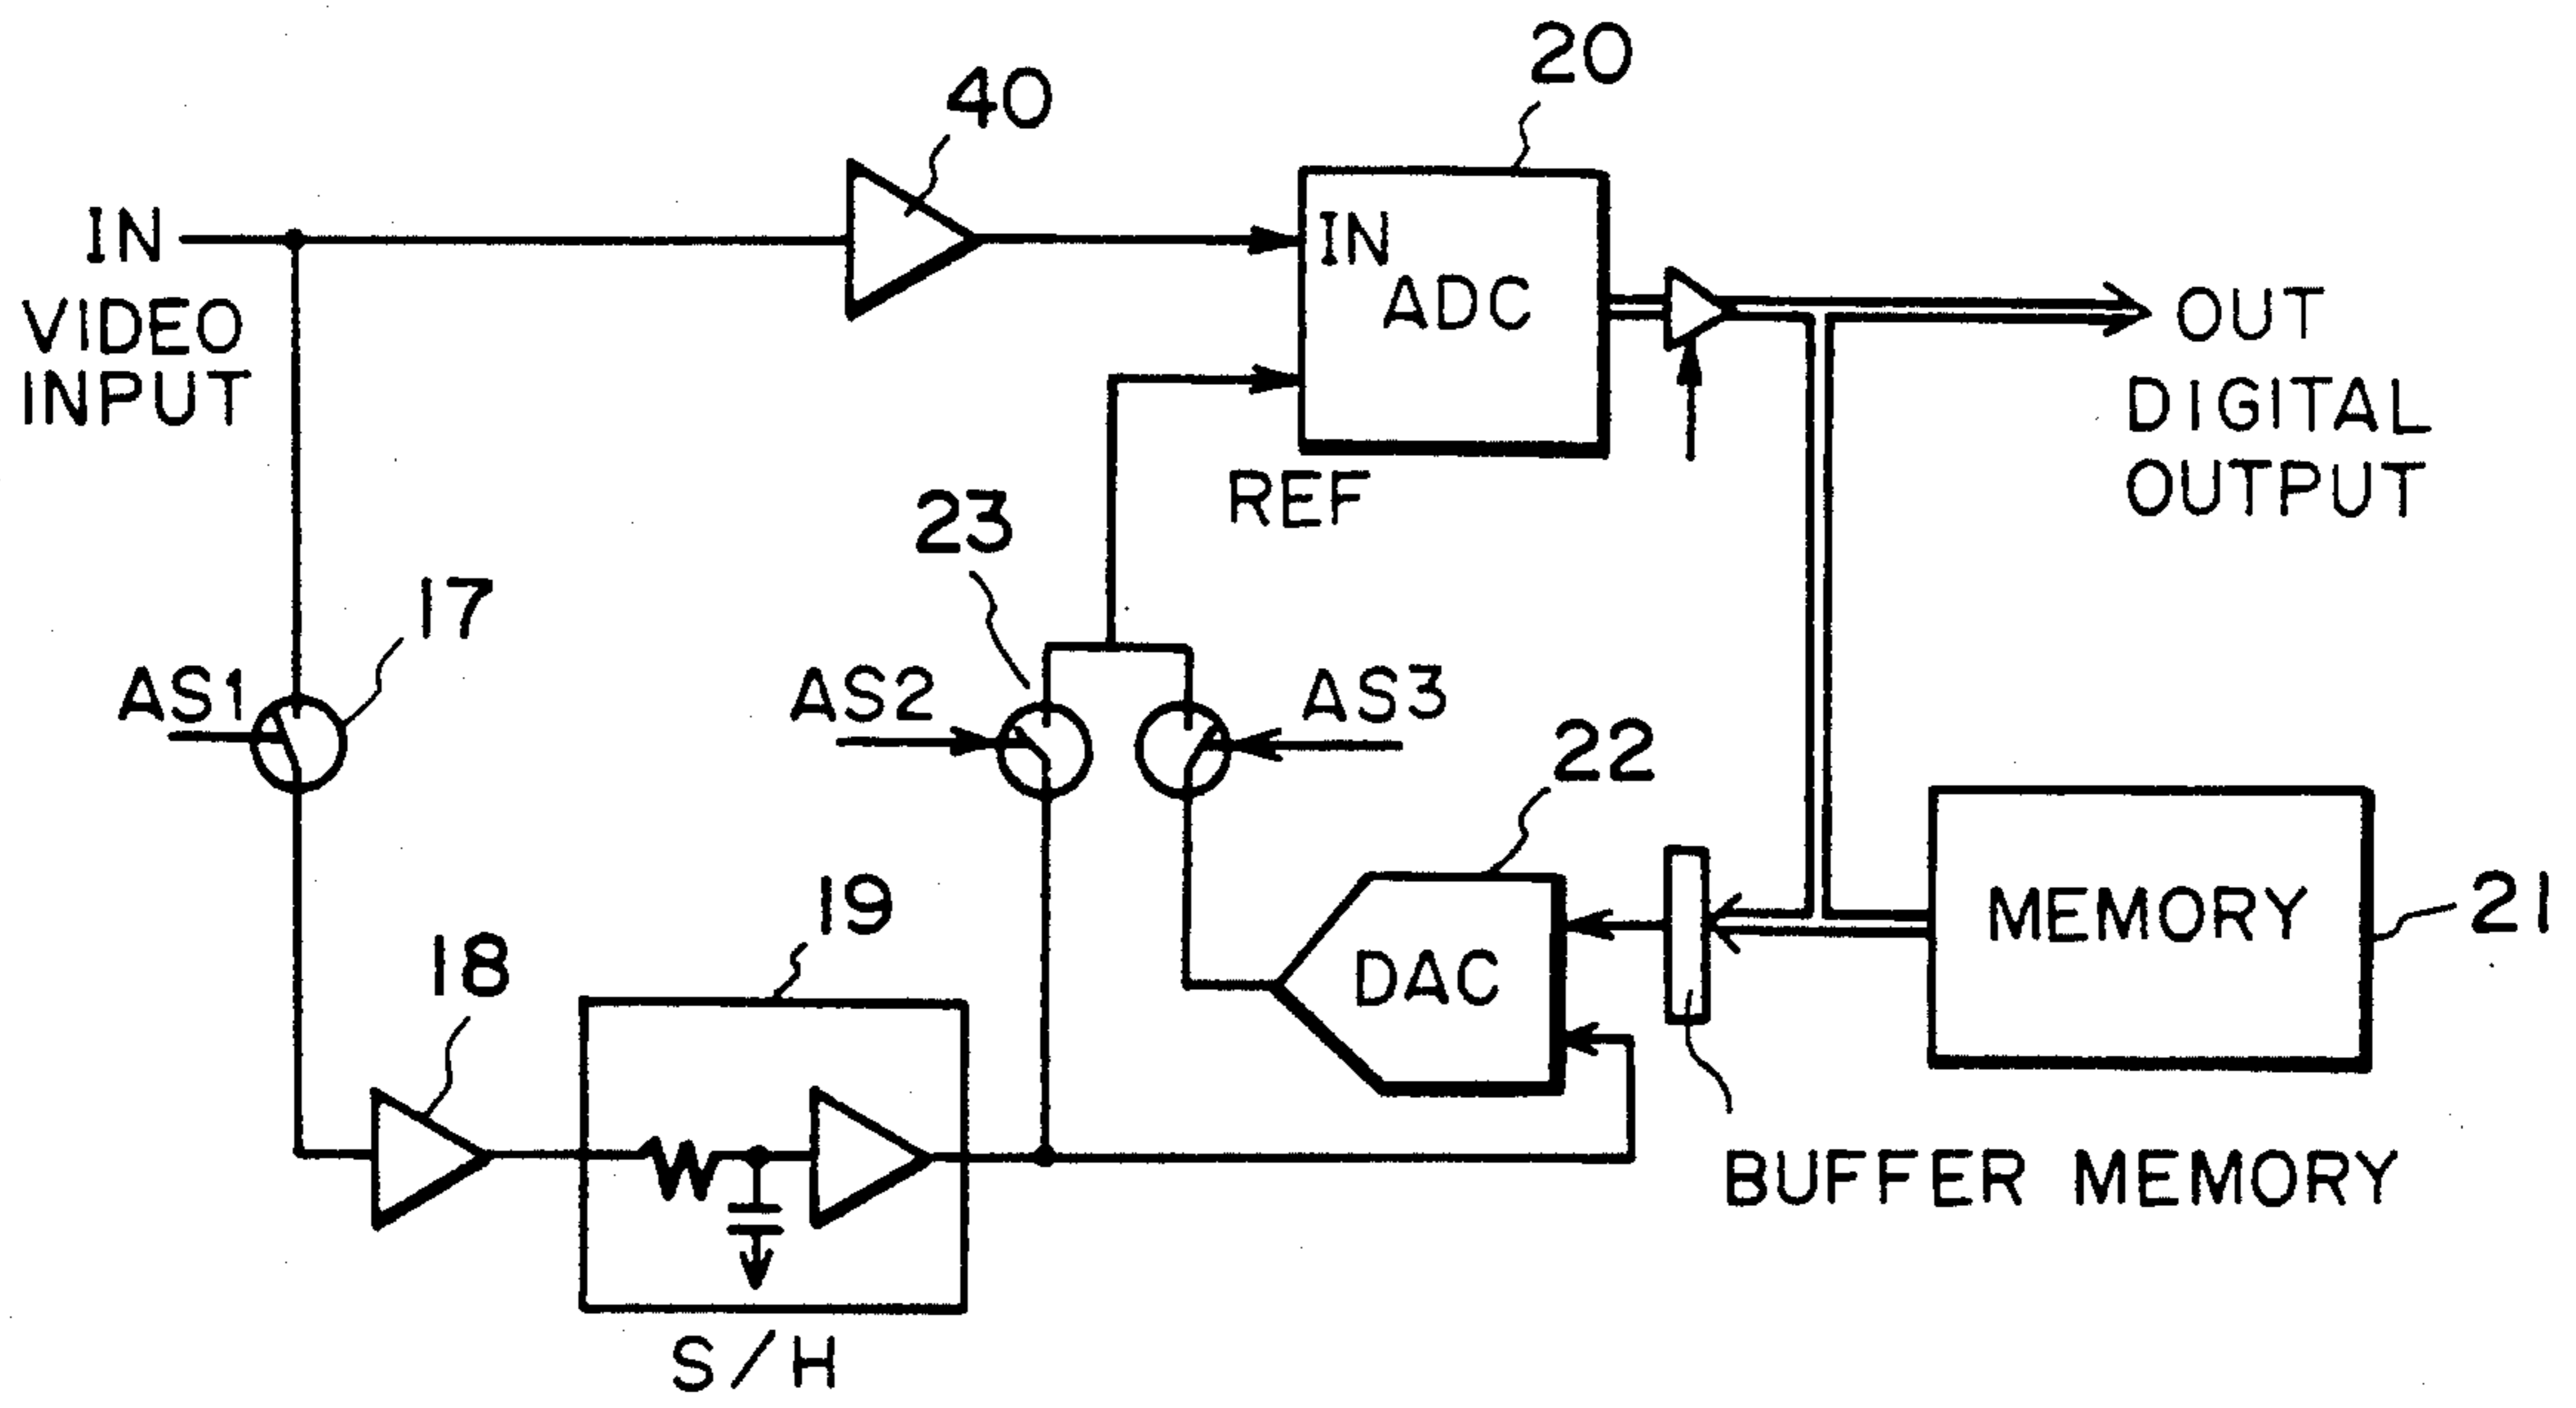 20
40
IN
VIDEO
INPUT
IN
ADC
OUT
DIGITAL
OUTPUT
REF
23
17
AS1
AS2
AS3
22
19
18
DAC
MEMORY
21
BUFFER MEMORY
S/H